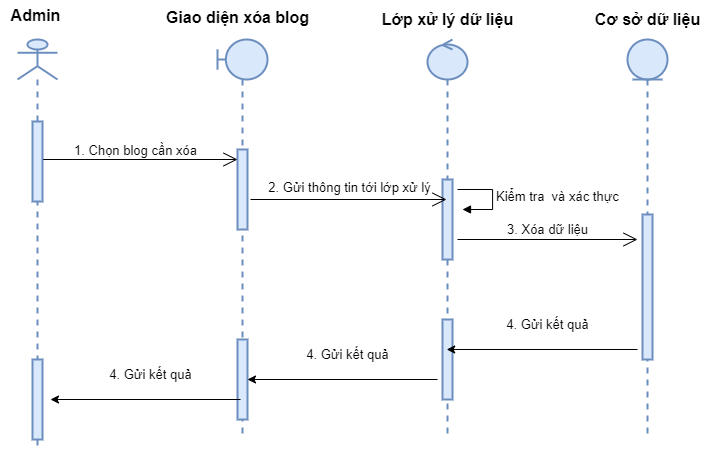 Admin
Giao diện xóa blog
Lớp xử lý dữ liệu
Cơ sở dữ liệu
1. Chọn blog cần xóa
2. Gửi thông tin tới lớp xử lý
Kiểm tra và xác thực
3. Xóa dữ liệu
4. Gửi kết quả
4. Gửi kết quả
4. Gửi kết quả